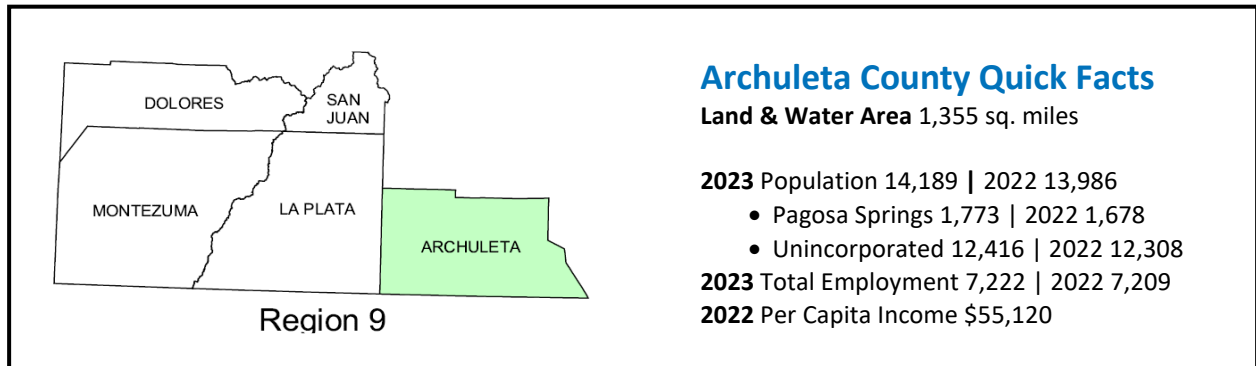 DOLORES
SAN
JUAN
MONTEZUMA
LA PLATA
ARCHULETA
Region 9
Archuleta County Quick Facts
Land & Water Area 1,355 sq. miles
2023 Population 14,189 | 2022 13,986
• Pagosa Springs 1,773 | 2022 1,678
• Unincorporated 12,416 | 2022 12,308
2023 Total Employment 7,222 | 2022 7,209
2022 Per Capita Income $55,120